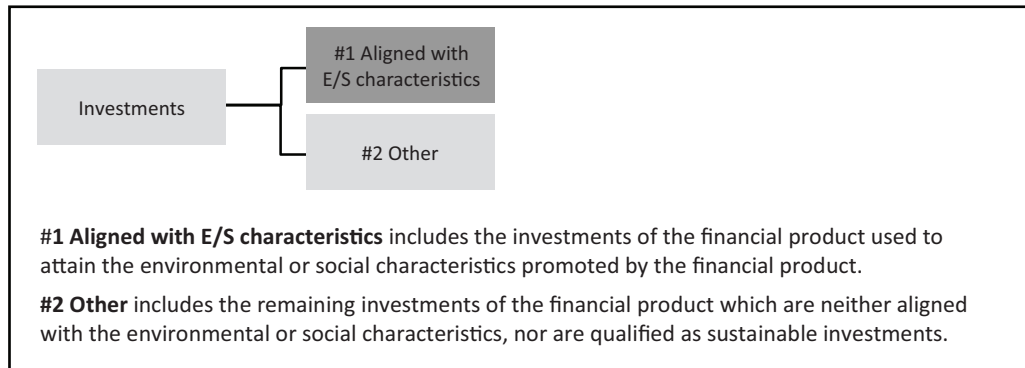 #1 Aligned with
E/S characteristics
Investments
#2 Other
#1 Aligned with E/S characteristics includes the investments of the financial product used to
attain the environmental or social characteristics promoted by the financial product.
#2 Other includes the remaining investments of the financial product which are neither aligned
with the environmental or social characteristics, nor are qualified as sustainable investments.